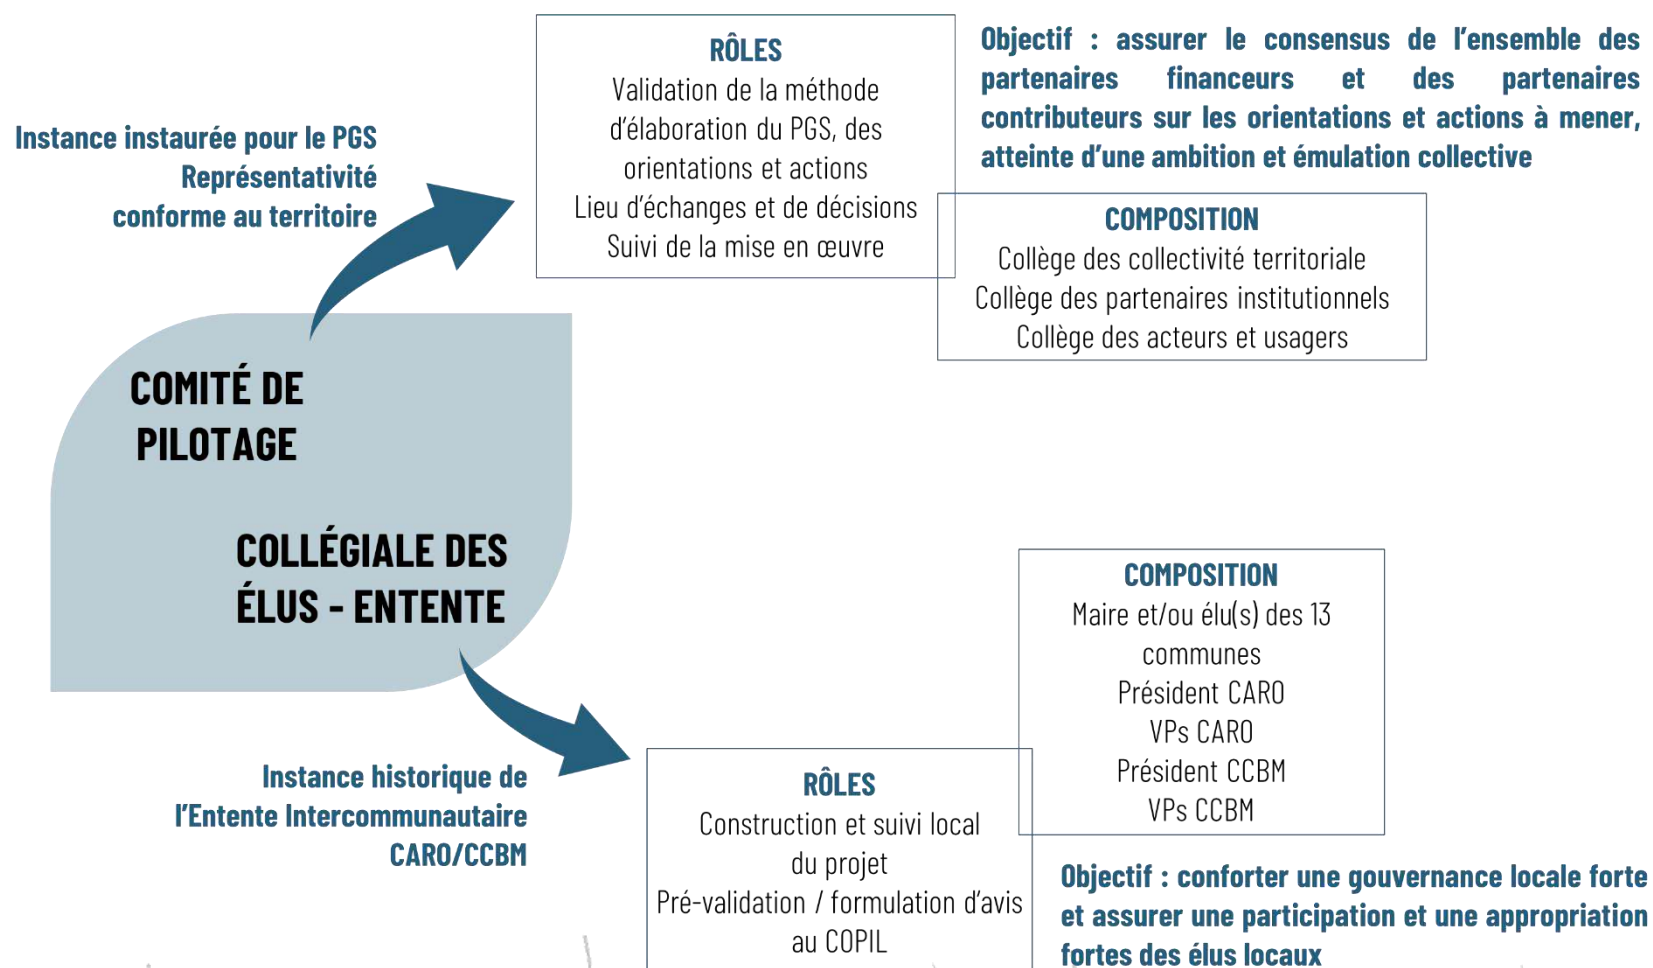 Instance instaurée pour le PGS
Représentativité
conforme au territoire
RÔLES
Validation de la méthode
d'élaboration du PGS, des
orientations et actions
Lieu d'échanges et de décisions
Suivi de la mise en œuvre
Objectif : assurer le consensus de l'ensemble des
partenaires financeurs et des partenaires
contributeurs sur les orientations et actions à mener,
atteinte d'une ambition et émulation collective
COMPOSITION
Collège des collectivité territoriale
Collège des partenaires institutionnels
Collège des acteurs et usagers
COMITÉ DE
PILOTAGE
COLLÉGIALE DES
ÉLUS - ENTENTE
Instance historique de
l'Entente Intercommunautaire
CARO/CCBM
RÔLES
Construction et suivi local
du projet
Pré-validation / formulation d'avis
au COPIL
COMPOSITION
Maire et/ou élu(s) des 13
communes
Président CARO
VPs CARO
Président CCBM
VPs CCBM
Objectif : conforter une gouvernance locale forte
et assurer une participation et une appropriation
fortes des élus locaux